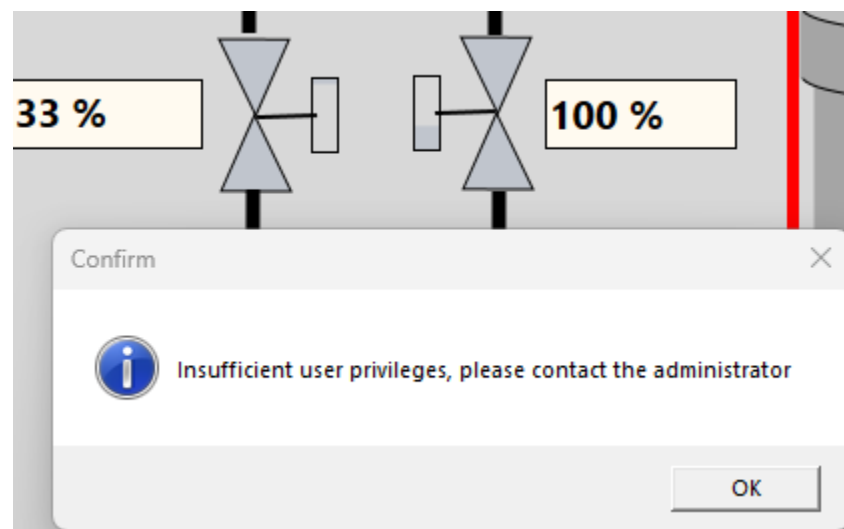 33 %
100 %
Confirm
Insufficient user privileges, please contact the administrator
OK